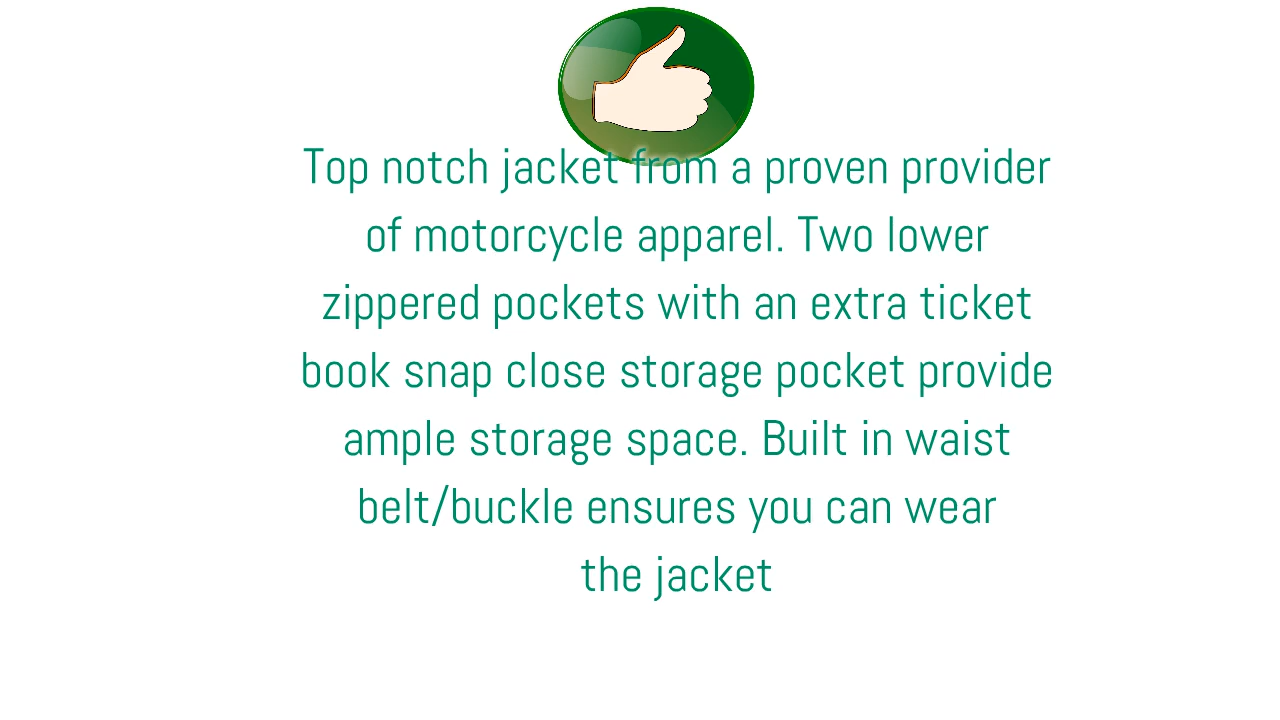 Top notch jacket from a proven provider
of motorcycle apparel. Two lower
zippered pockets with an extra ticket
book snap close storage pocket provide
ample storage space. Built in waist
belt/buckle ensures you can wear
the jacket